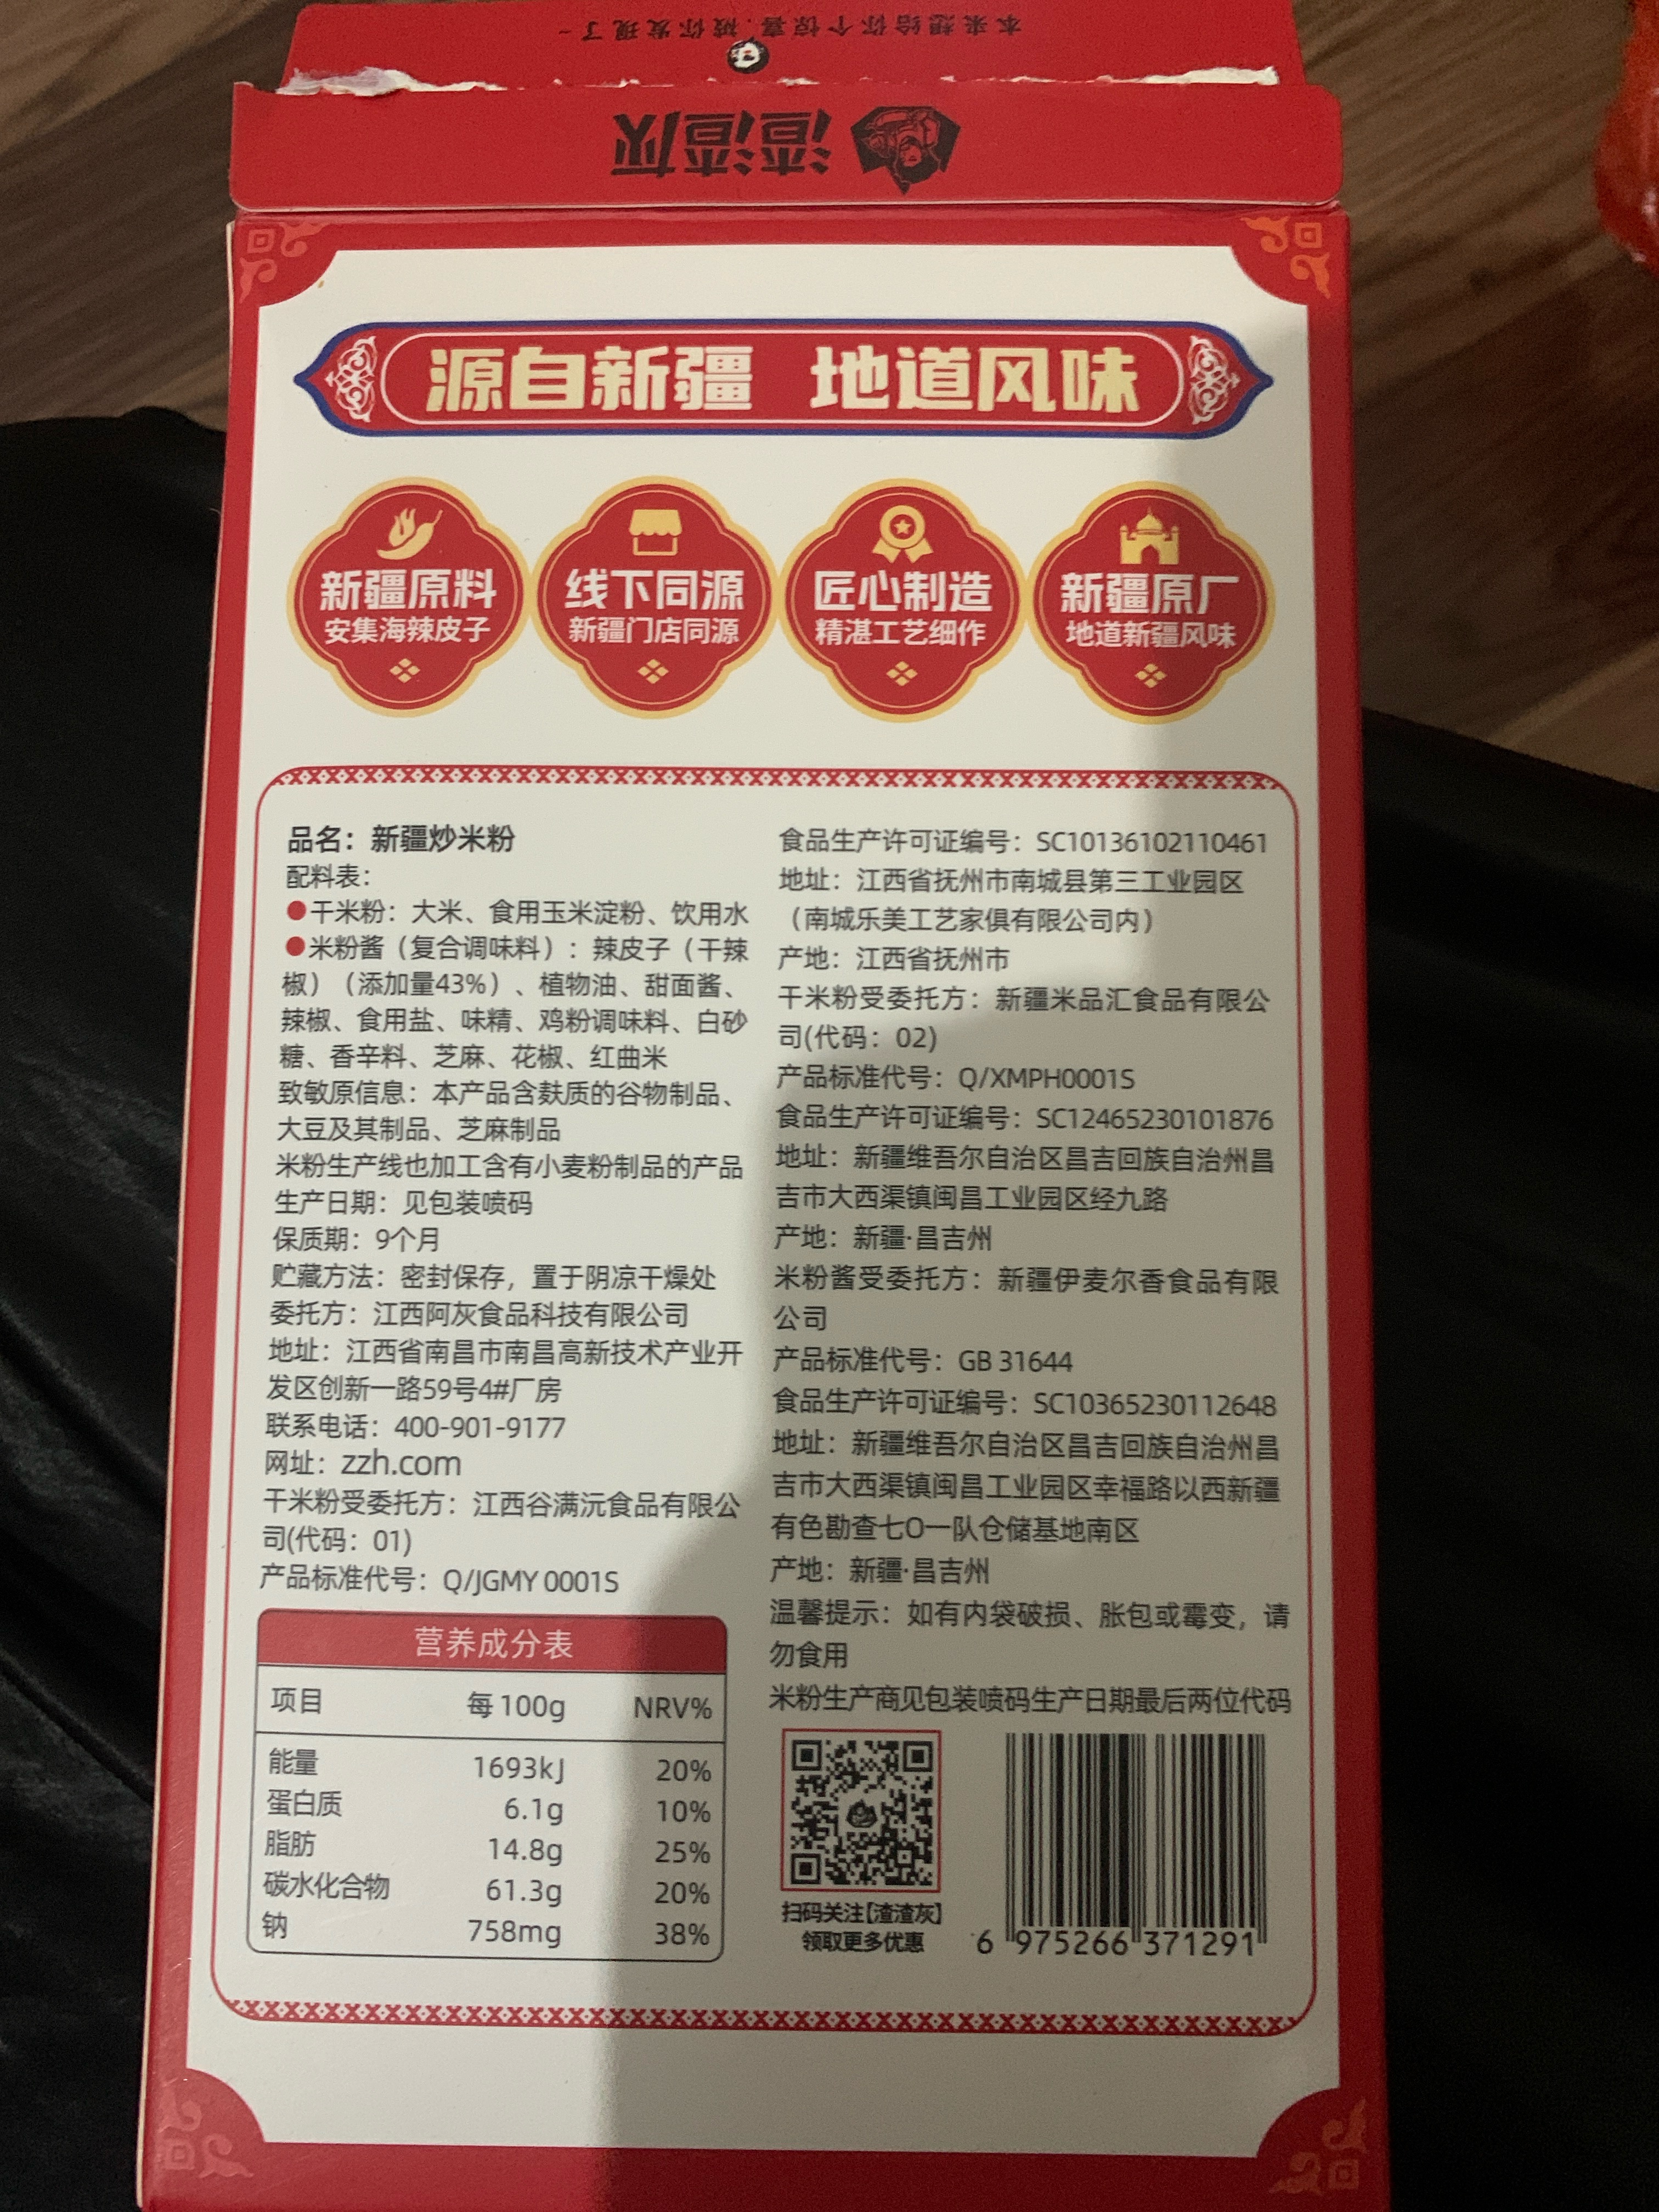 本来想给你个惊喜,被你发现了~
渣渣灰
源自新疆 地道风味
新疆原料
安集海辣皮子
线下同源
新疆门店同源
匠心制造
精湛工艺细作
新疆原厂
地道新疆风味
品名：新疆炒米粉
配料表：
●干米粉：大米、食用玉米淀粉、饮用水
●米粉酱（复合调味料）：辣皮子（干辣
椒）（添加量43%）、植物油、甜面酱、
辣椒、食用盐、味精、鸡粉调味料、白砂
糖、香辛料、芝麻、花椒、红曲米
致敏原信息：本产品含麸质的谷物制品、
大豆及其制品、芝麻制品
米粉生产线也加工含有小麦粉制品的产品
生产日期：见包装喷码
保质期：9个月
贮藏方法：密封保存，置于阴凉干燥处
委托方：江西阿灰食品科技有限公司
地址：江西省南昌市南昌高新技术产业开
发区创新一路59号4#厂房
联系电话：400-901-9177
网址：zzh.com
干米粉受委托方：江西谷满沅食品有限公
司(代码：01)
产品标准代号：Q/JGMY 0001S
营养成分表
项目 每100g NRV%
能量 1693kJ 20%
蛋白质 6.1g 10%
脂肪 14.8g 25%
碳水化合物 61.3g 20%
钠 758mg 38%
食品生产许可证编号：SC10136102110461
地址：江西省抚州市南城县第三工业园区
（南城乐美工艺家俱有限公司内）
产地：江西省抚州市
干米粉受委托方：新疆米品汇食品有限公
司(代码：02)
产品标准代号：Q/XMPH0001S
食品生产许可证编号：SC12465230101876
地址：新疆维吾尔自治区昌吉回族自治州昌
吉市大西渠镇闽昌工业园区经九路
产地：新疆·昌吉州
米粉酱受委托方：新疆伊麦尔香食品有限
公司
产品标准代号：GB 31644
食品生产许可证编号：SC10365230112648
地址：新疆维吾尔自治区昌吉回族自治州昌
吉市大西渠镇闽昌工业园区幸福路以西新疆
有色勘查七O一队仓储基地南区
产地：新疆·昌吉州
温馨提示：如有内袋破损、胀包或霉变，请
勿食用
米粉生产商见包装喷码生产日期最后两位代码
扫码关注【渣渣灰】
领取更多优惠
6 975266 371291